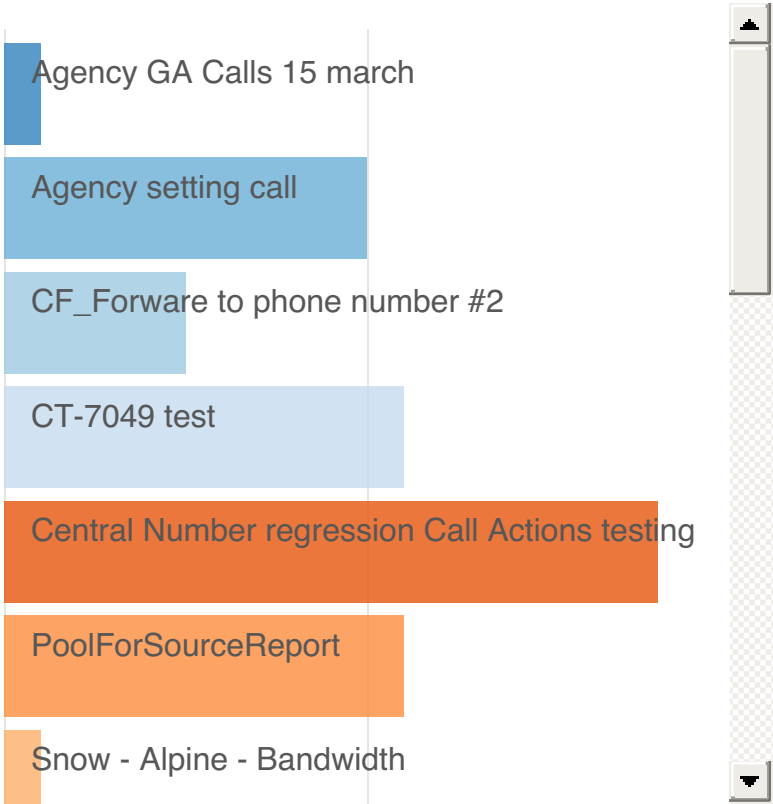 Agency GA Calls 15 march
Agency setting call
CF_Forware to phone number #2
CT-7049 test
Central Number regression Call Actions testing
PoolForSourceReport
Snow - Alpine - Bandwidth